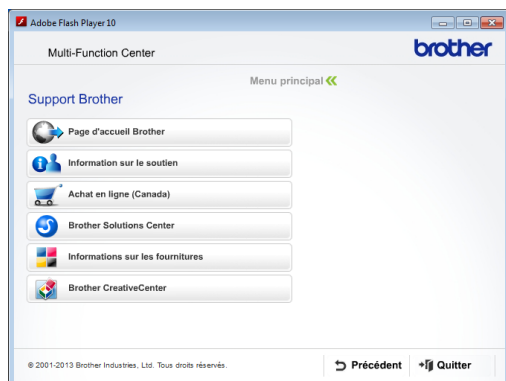 Adobe Flash Player 10
Multi-Function Center
brother
Menu principal
Support Brother
Page d'accueil Brother
Information sur le soutien
Achat en ligne (Canada)
Brother Solutions Center
Informations sur les fournitures
Brother CreativeCenter
© 2001-2013 Brother Industries, Ltd. Tous droits réservés.
Précédent
Quitter